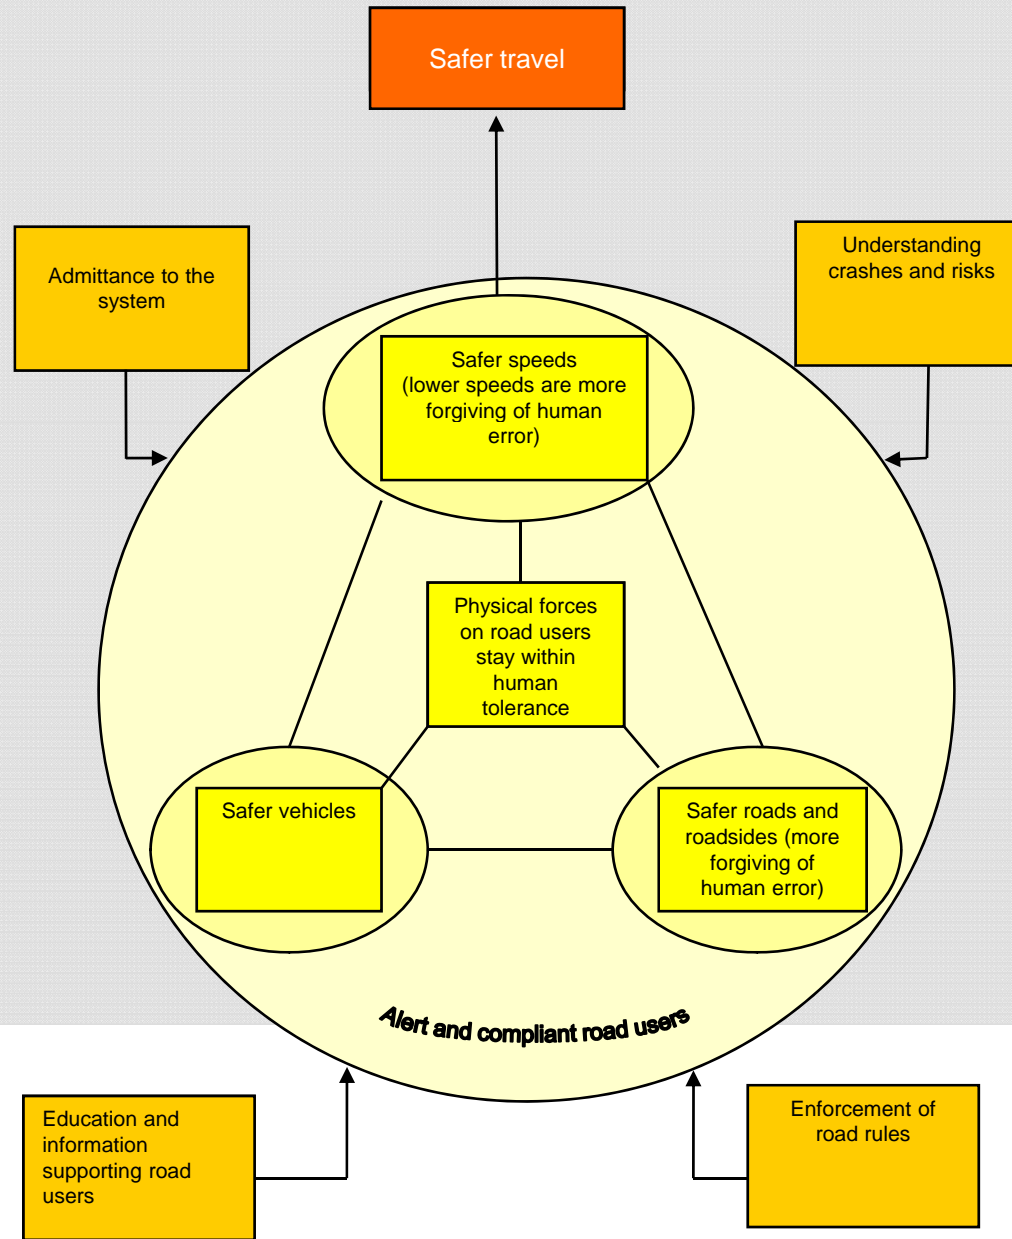 Safer travel
Admittance to the
system
Understanding
crashes and risks
Safer speeds
(lower speeds are more
forgiving of human
error)
Physical forces
on road users
stay within
human
tolerance
Safer vehicles
Safer roads and
roadsides (more
forgiving of
human error)
Alert and compliant road users
Education and
information
supporting road
users
Enforcement of
road rules